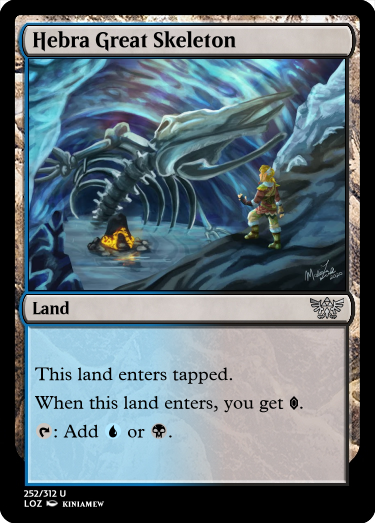 Hebra Great Skeleton
Land
This land enters tapped.
When this land enters, you get .
: Add or .
252/312 U
LOZ KINIAMEW